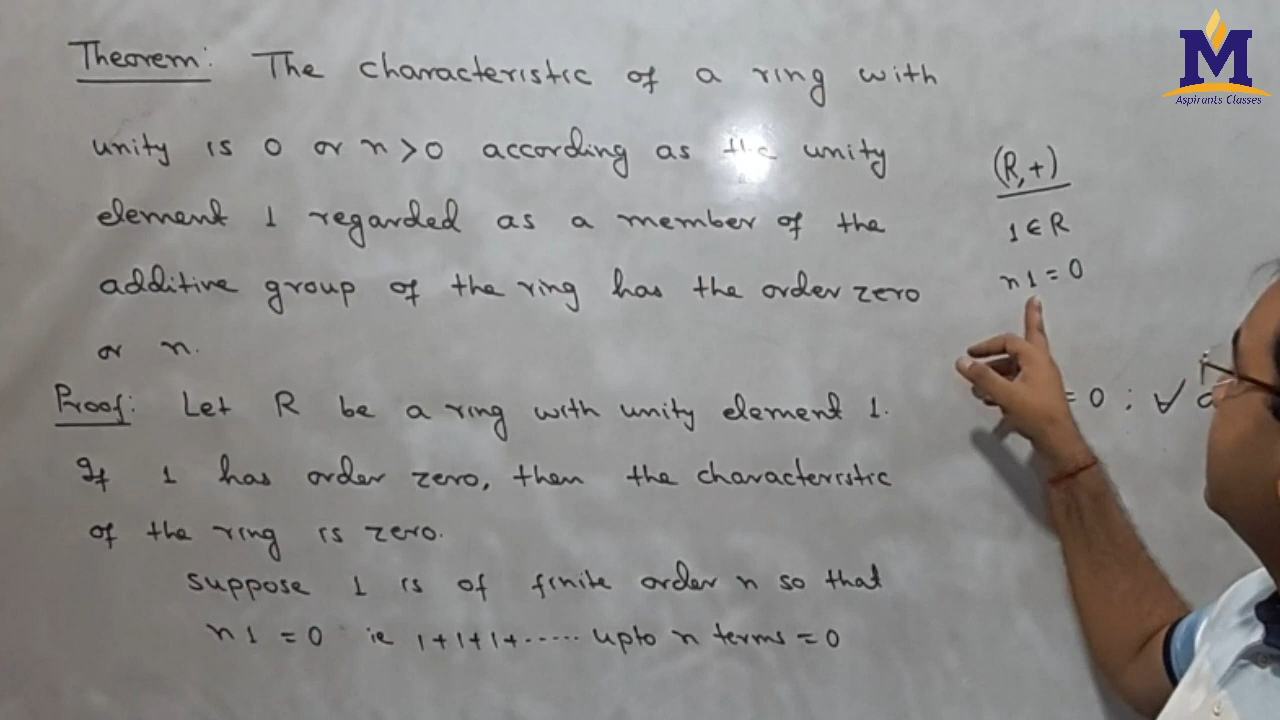 Theorem: The characteristic of a ring with
unity is 0 or n > 0 according as the unity
element 1 regarded as a member of the
additive group of the ring has the order zero
or n.
Proof: Let R be a ring with unity element 1.
If 1 has order zero, then the characteristic
of the ring is zero.
suppose 1 is of finite order n so that
n1 = 0 ie 1+1+1+ ..... upto n terms = 0
(R, +)
1 ∈ R
n1 = 0
= 0 ; ∀
M
Aspirants Classes